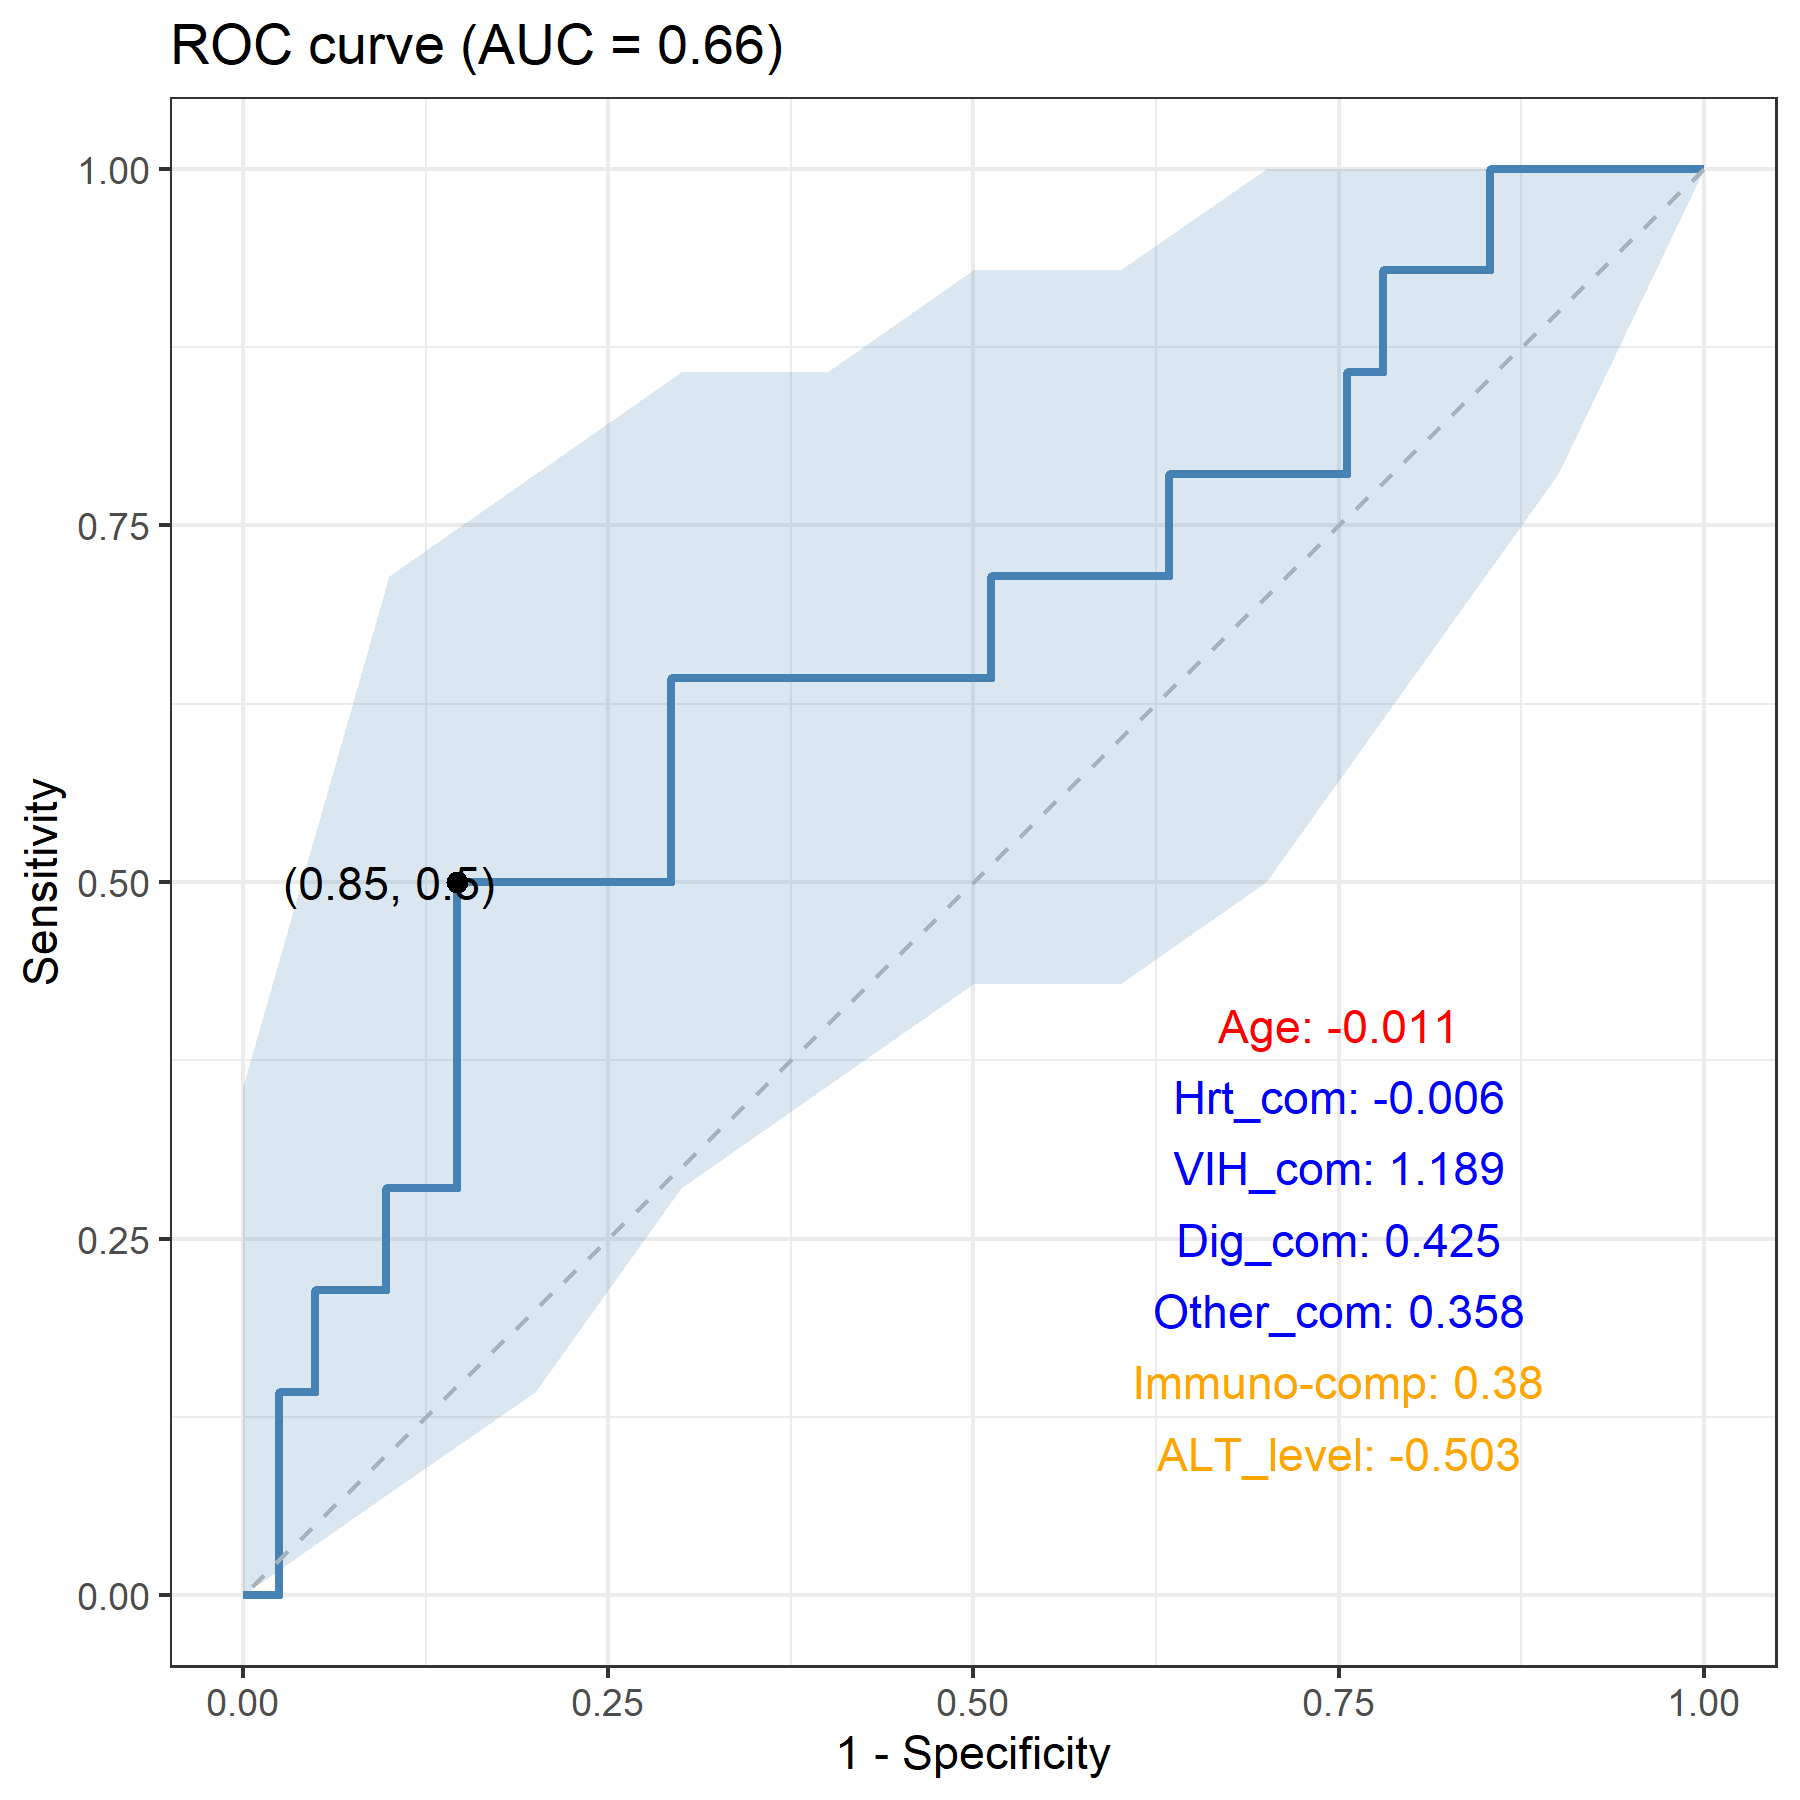 ROC curve (AUC = 0.66)
1.00
0.75
0.50
0.25
0.00
Sensitivity
(0.85, 0.5)
Age: -0.011
Hrt_com: -0.006
VIH_com: 1.189
Dig_com: 0.425
Other_com: 0.358
Immuno-comp: 0.38
ALT_level: -0.503
0.00 0.25 0.50 0.75 1.00
1 - Specificity